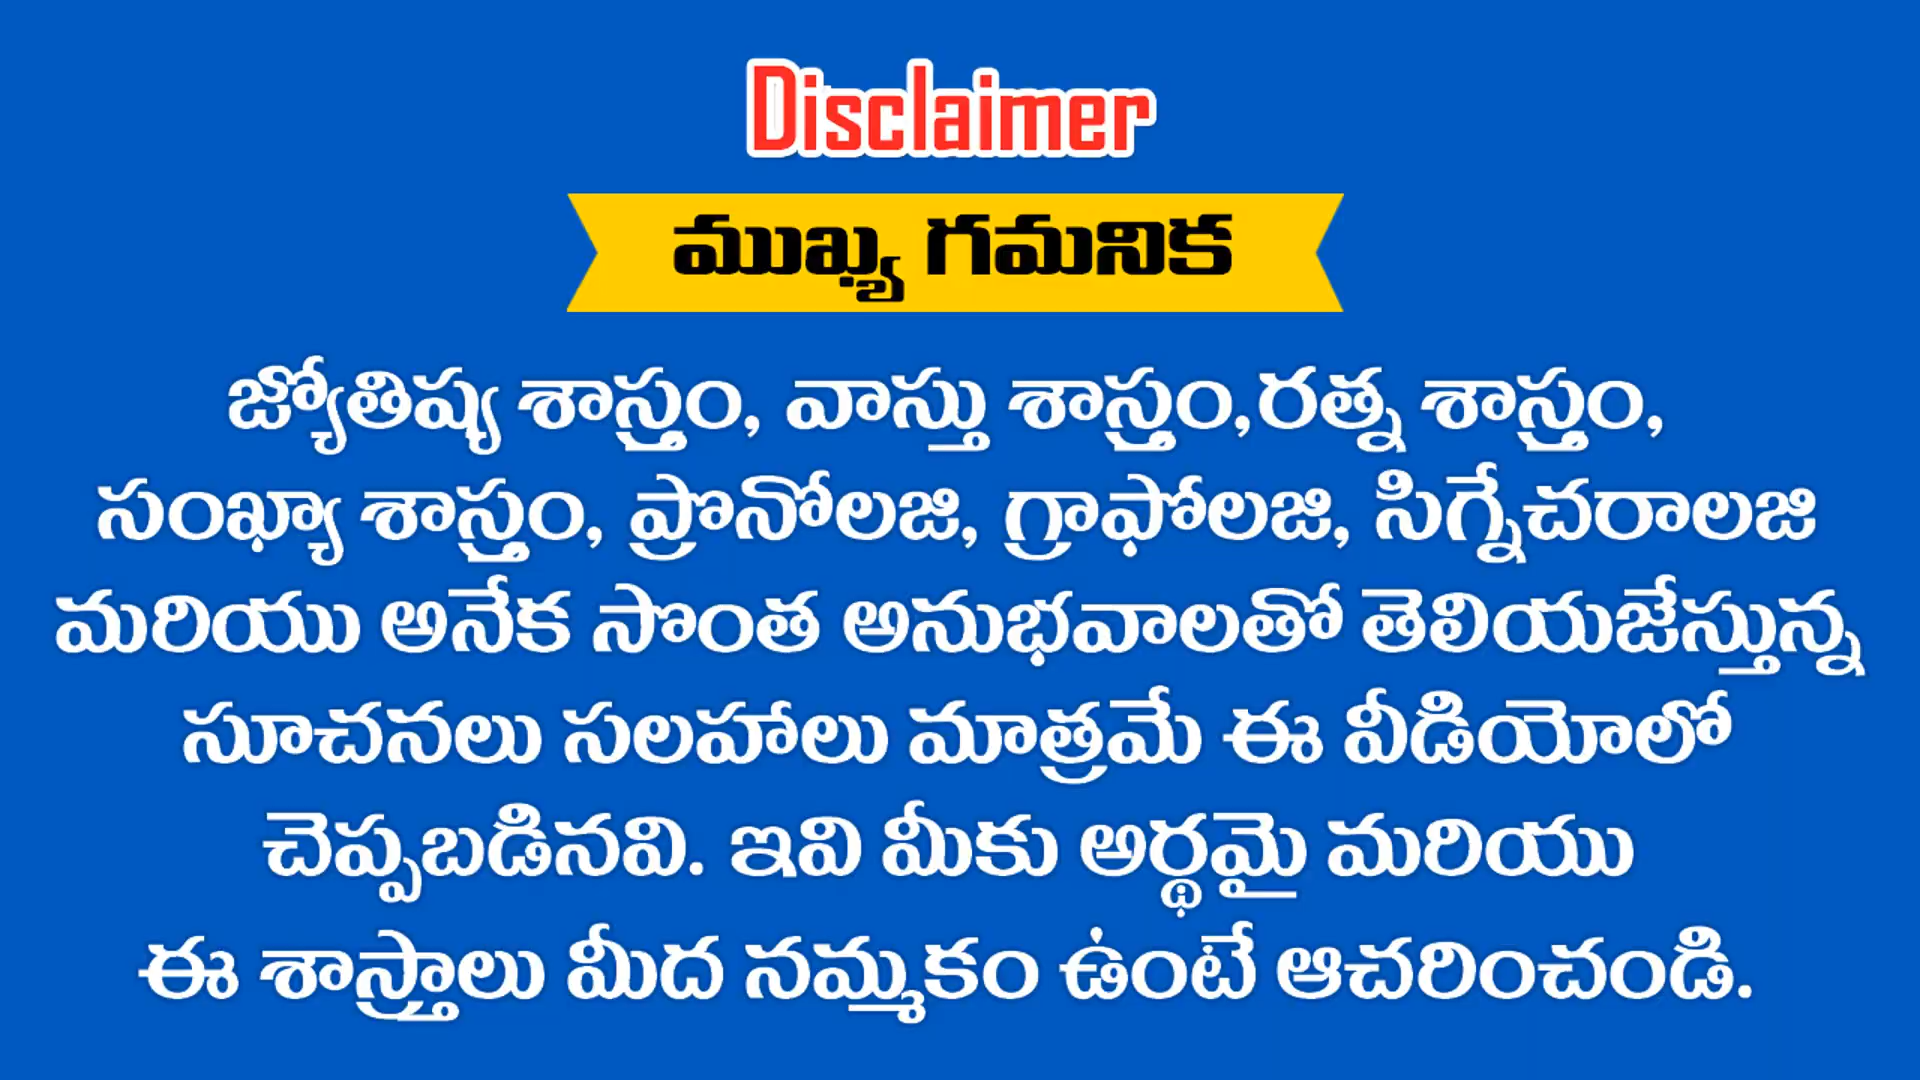 Disclaimer
ముఖ్య గమనిక
జ్యోతిష్య శాస్త్రం, వాస్తు శాస్త్రం,రత్న శాస్త్రం,
సంఖ్యా శాస్త్రం, ప్రొనోలజి, గ్రాఫోలజి, సిగ్నేచరాలజి
మరియు అనేక సొంత అనుభవాలతో తెలియజేస్తున్న
సూచనలు సలహాలు మాత్రమే ఈ వీడియోలో
చెప్పబడినవి. ఇవి మీకు అర్థమై మరియు
ఈ శాస్త్రాలు మీద నమ్మకం ఉంటే ఆచరించండి.